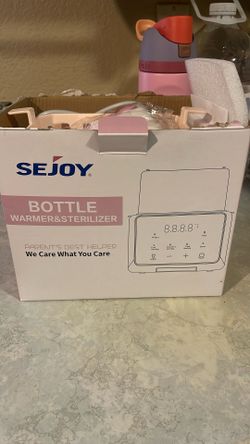 SEJOY®
BOTTLE
WARMER&STERILIZER
PARENT'S BEST HELPER
We Care What You Care